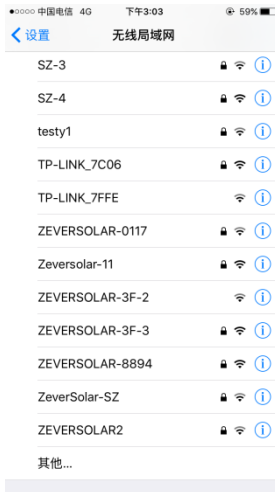 中国电信 4G 下午3:03 59%
设置 无线局域网
SZ-3
SZ-4
testy1
TP-LINK_7C06
TP-LINK_7FFE
ZEVERSOLAR-0117
Zeversolar-11
ZEVERSOLAR-3F-2
ZEVERSOLAR-3F-3
ZEVERSOLAR-8894
ZeverSolar-SZ
ZEVERSOLAR2
其他...